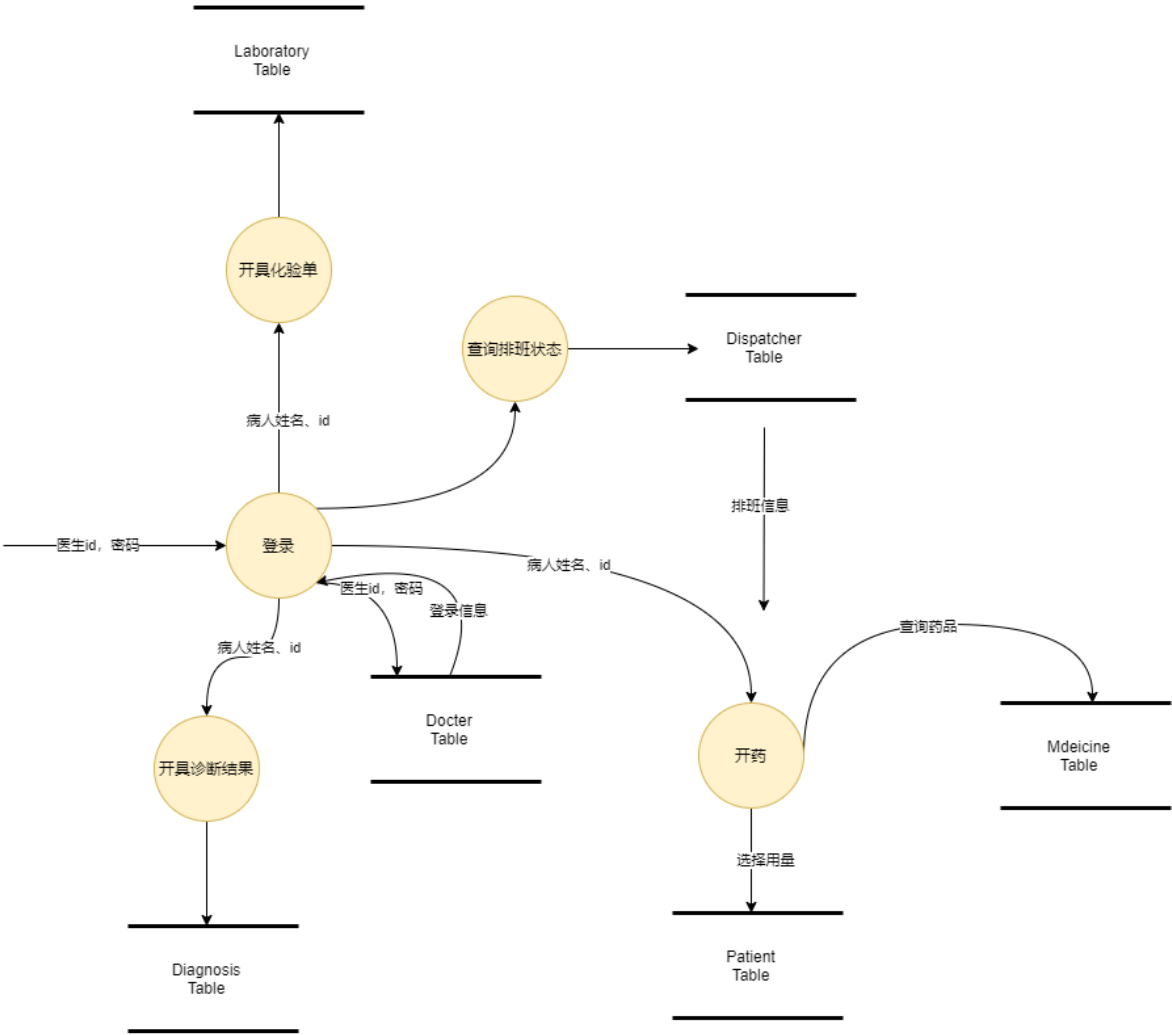 Laboratory
Table
开具化验单
查询排班状态
Dispatcher
Table
病人姓名、id
排班信息
医生id，密码
登录
病人姓名、id
医生id，密码
登录信息
查询药品
病人姓名、id
Docter
Table
开具诊断结果
开药
Mdeicine
Table
选择用量
Patient
Table
Diagnosis
Table